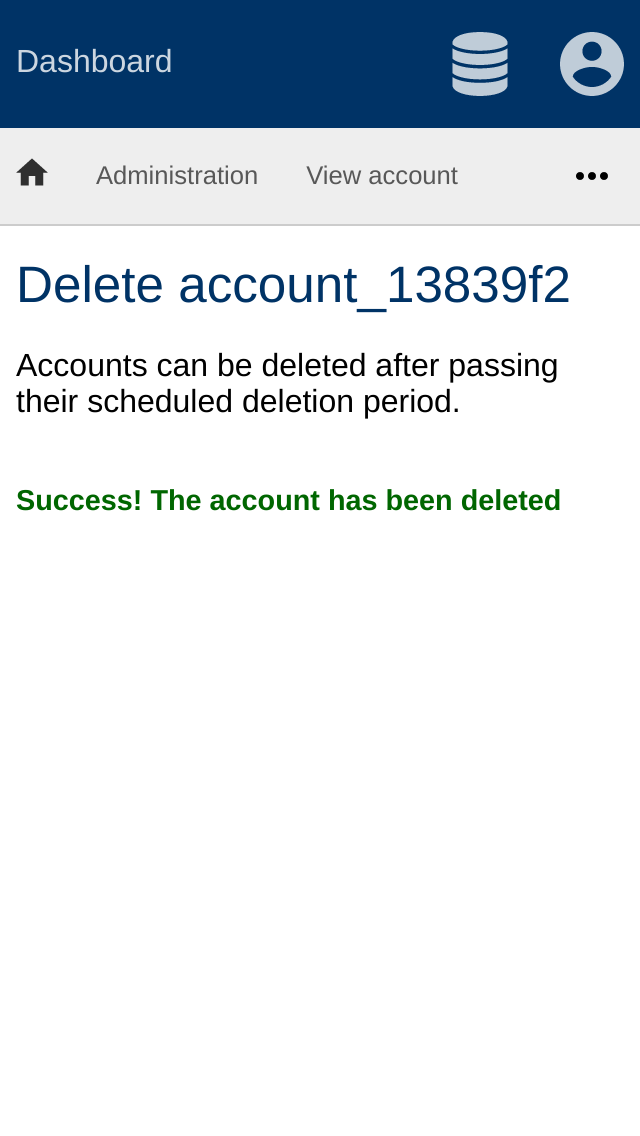 Dashboard
Administration View account
Delete account_13839f2
Accounts can be deleted after passing
their scheduled deletion period.
Success! The account has been deleted